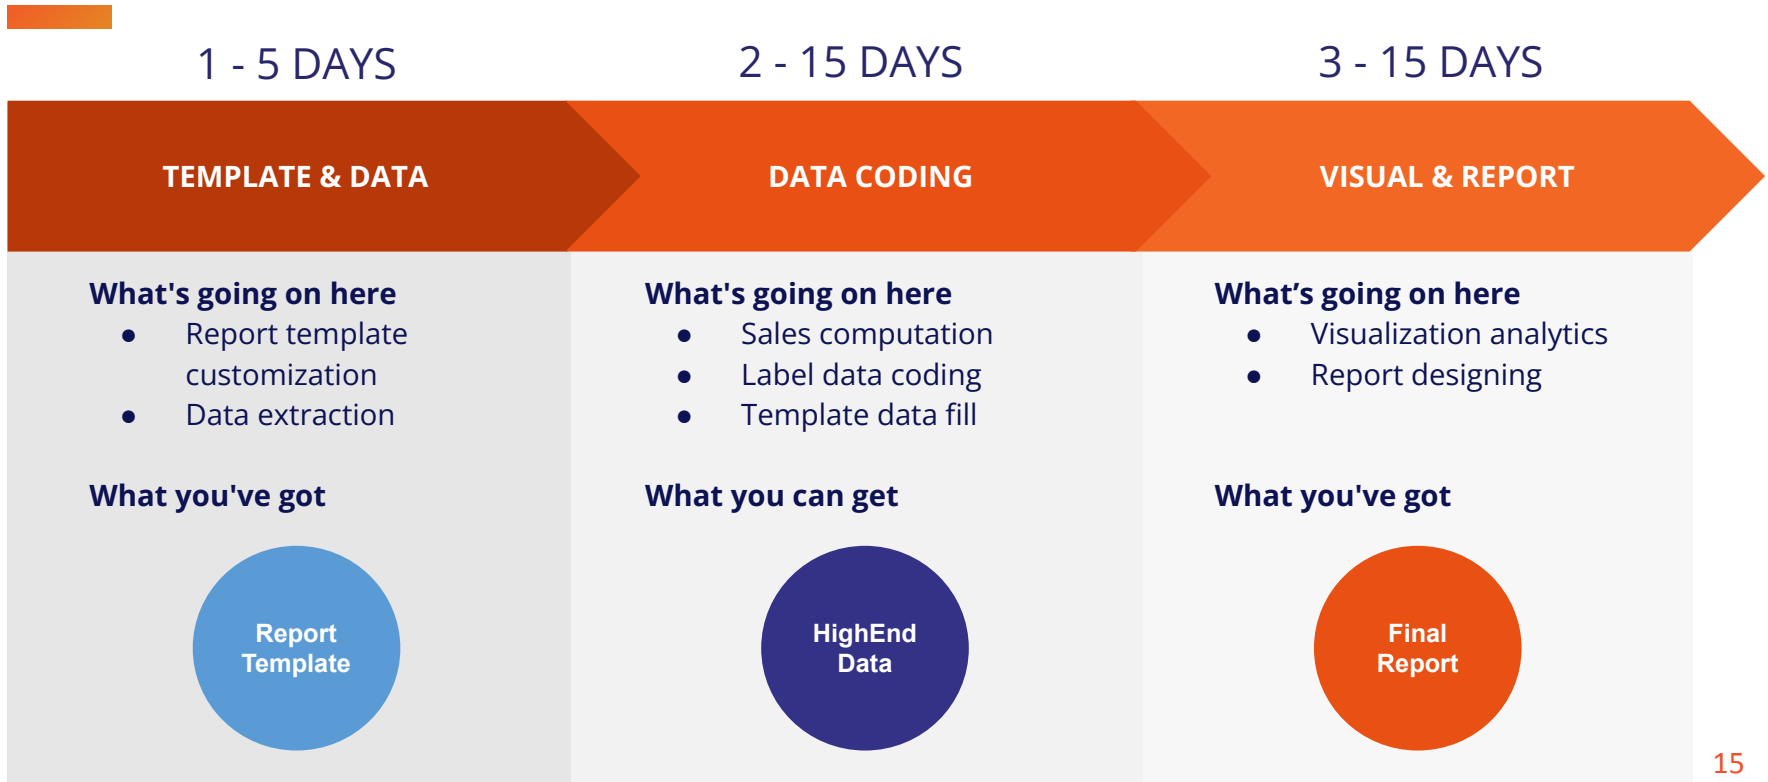 1 - 5 DAYS
2 - 15 DAYS
3 - 15 DAYS
TEMPLATE & DATA
DATA CODING
VISUAL & REPORT
What's going on here
● Report template
customization
● Data extraction
What you've got
Report
Template
What's going on here
● Sales computation
● Label data coding
● Template data fill
What you can get
HighEnd
Data
What’s going on here
● Visualization analytics
● Report designing
What you've got
Final
Report
15